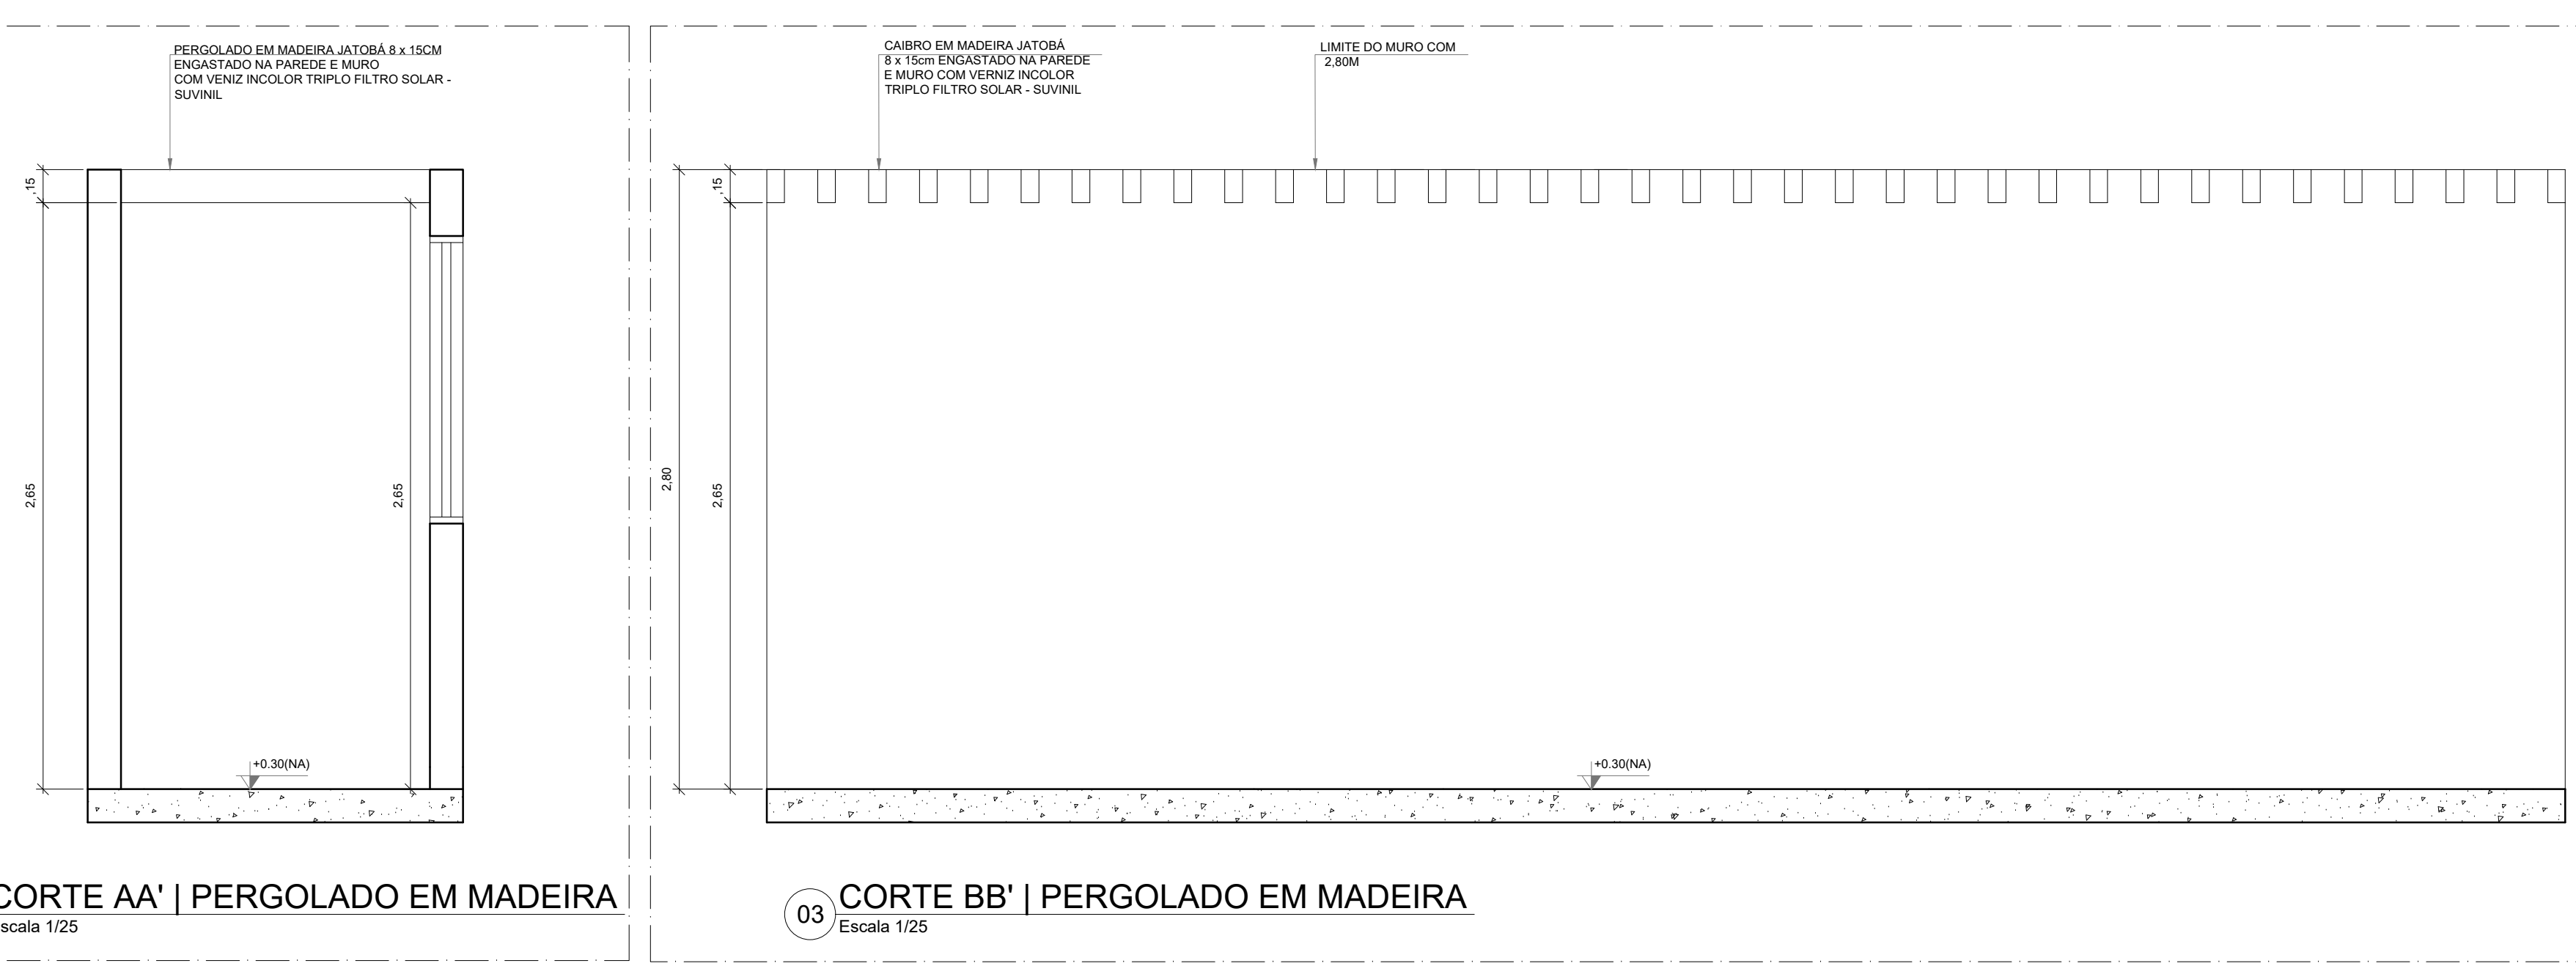 PERGOLADO EM MADEIRA JATOBÁ 8 x 15CM
ENGASTADO NA PAREDE E MURO
COM VENIZ INCOLOR TRIPLO FILTRO SOLAR -
SUVINIL
,15
2,65
2,65
+0.30(NA)
CORTE AA' | PERGOLADO EM MADEIRA
scala 1/25
CAIBRO EM MADEIRA JATOBÁ
8 x 15cm ENGASTADO NA PAREDE
E MURO COM VERNIZ INCOLOR
TRIPLO FILTRO SOLAR - SUVINIL
LIMITE DO MURO COM
2,80M
,15
2,80
2,65
+0.30(NA)
03
CORTE BB' | PERGOLADO EM MADEIRA
Escala 1/25